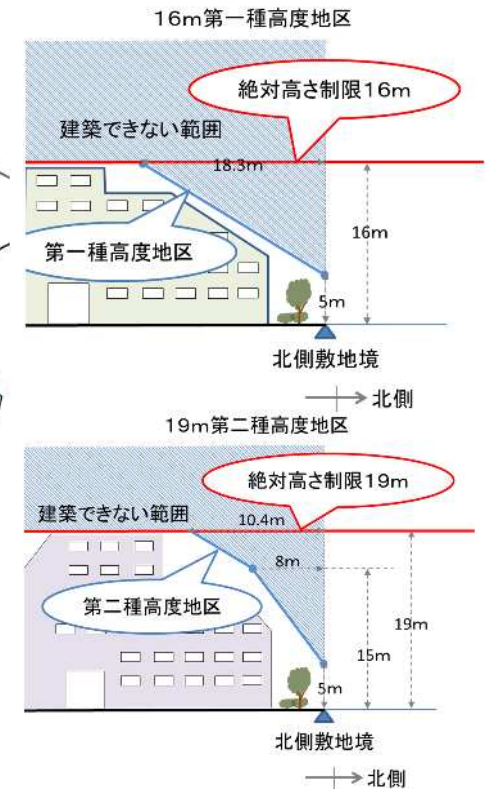 16m第一種高度地区
絶対高さ制限16m
建築できない範囲
18.3m
第一種高度地区
16m
5m
北側敷地境
北側
19m第二種高度地区
絶対高さ制限19m
建築できない範囲
10.4m
8m
第二種高度地区
19m
15m
5m
北側敷地境
北側